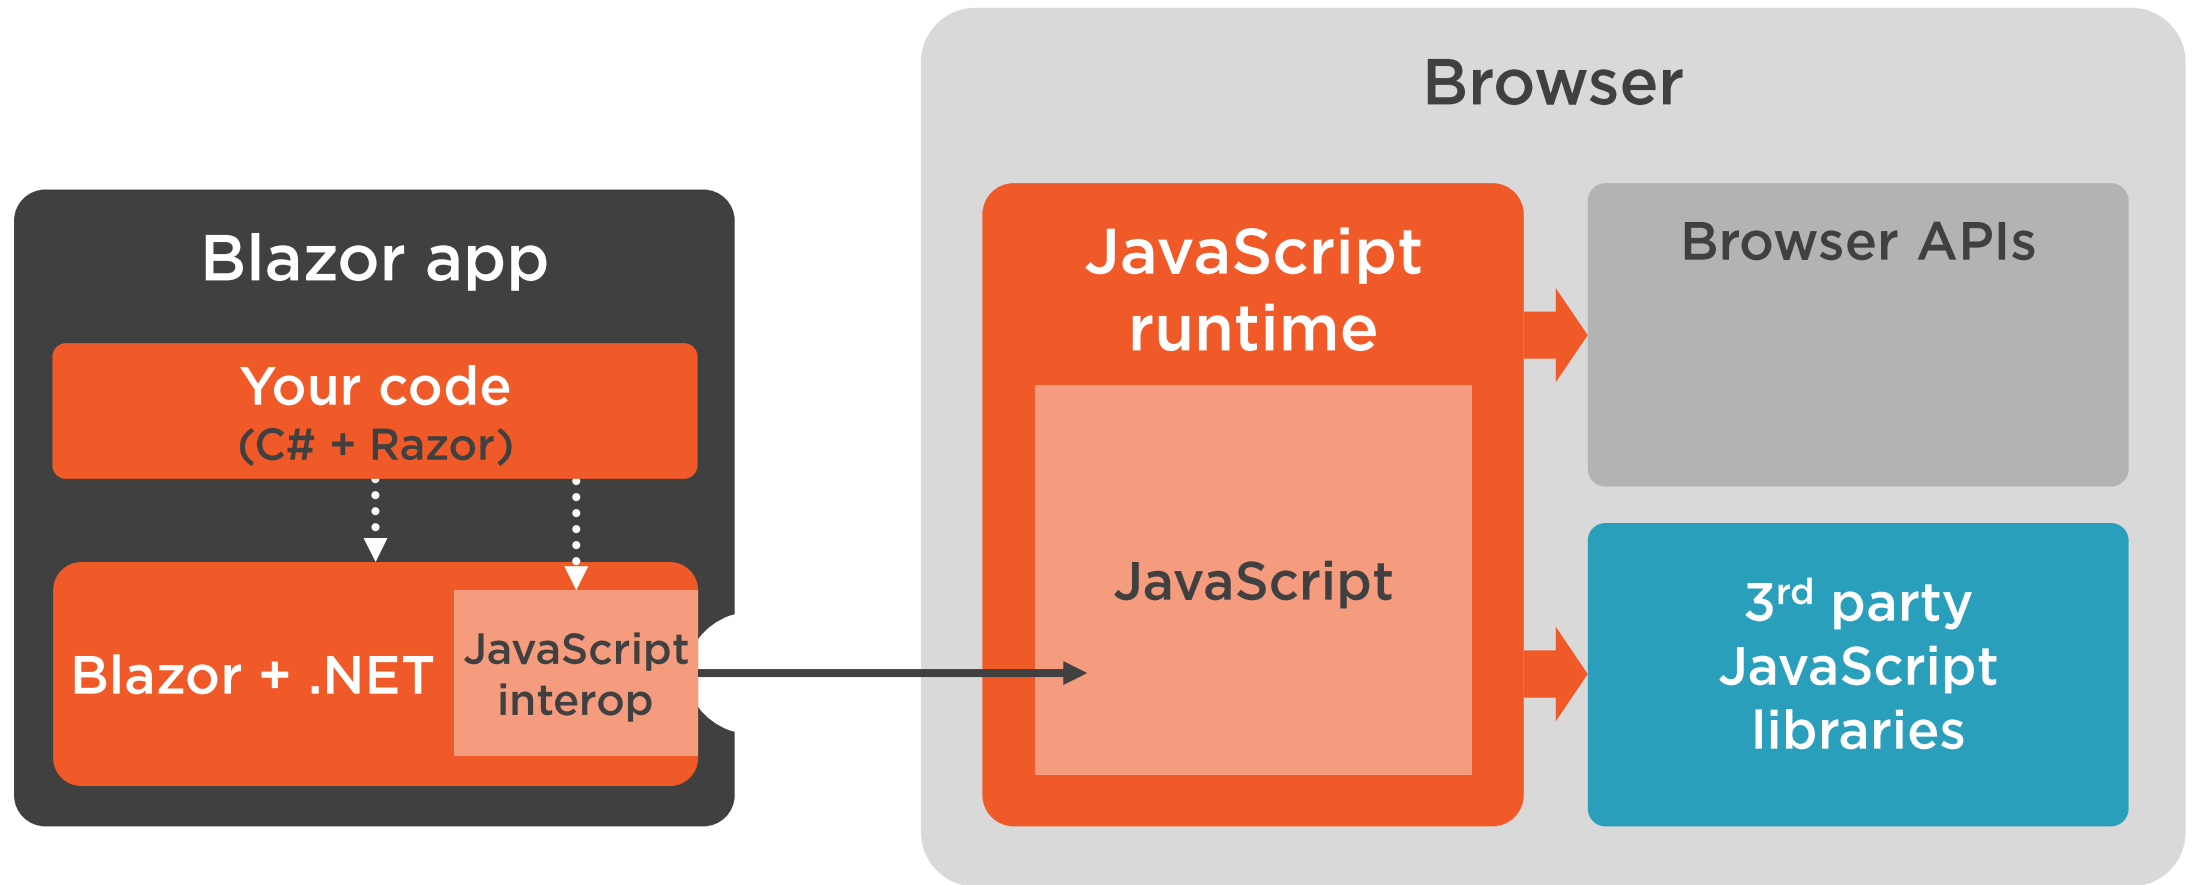 Browser
Blazor app
Your code
(C# + Razor)
Blazor + .NET
JavaScript
interop
JavaScript
runtime
JavaScript
Browser APIs
3rd party
JavaScript
libraries